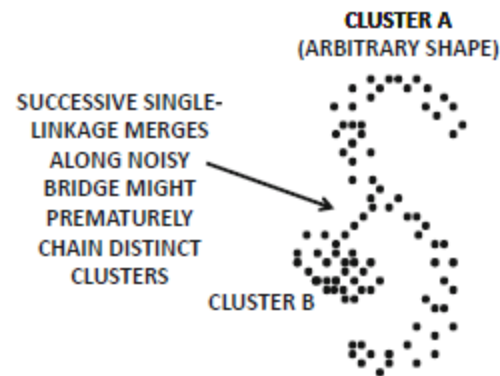 CLUSTER A
(ARBITRARY SHAPE)
SUCCESSIVE SINGLE-
LINKAGE MERGES
ALONG NOISY
BRIDGE MIGHT
PREMATURELY
CHAIN DISTINCT
CLUSTERS
CLUSTER B